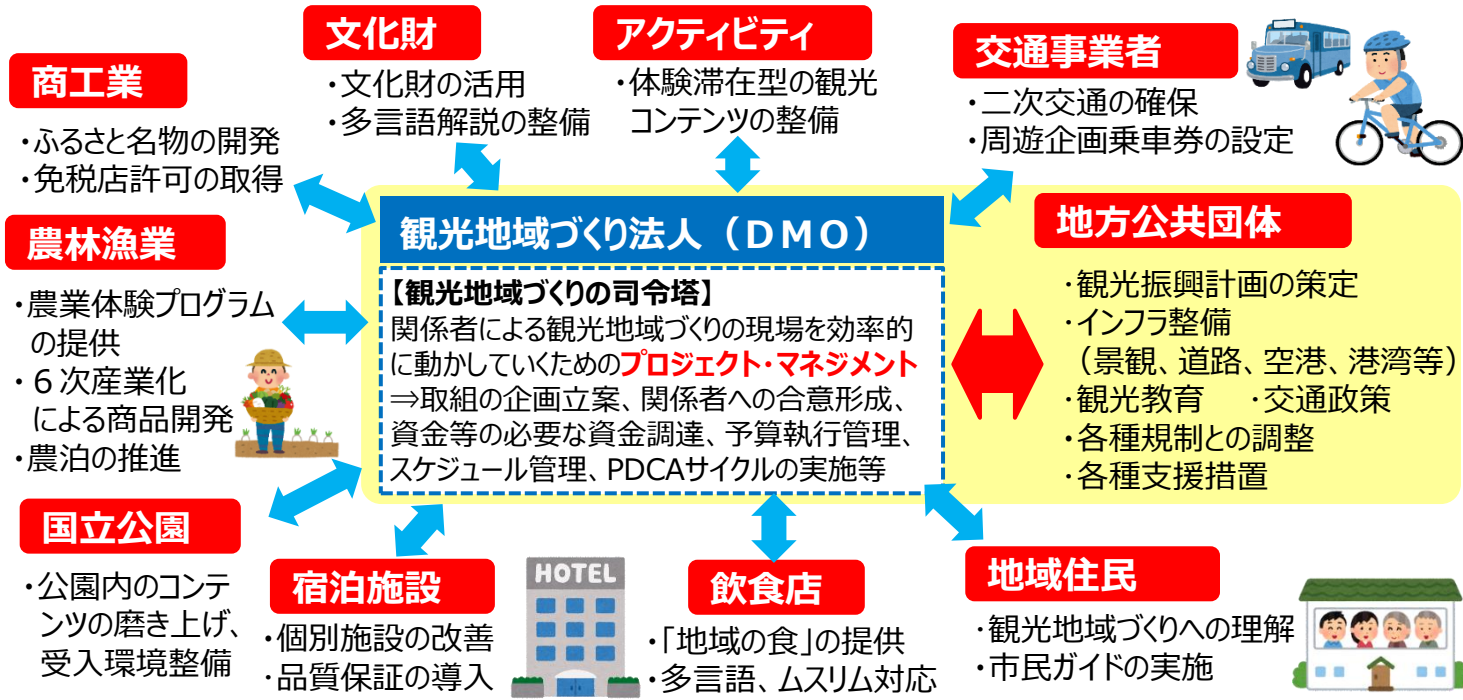 文化財
・文化財の活用
・多言語解説の整備
アクティビティ
・体験滞在型の観光
コンテンツの整備
交通事業者
・二次交通の確保
・周遊企画乗車券の設定
商工業
・ふるさと名物の開発
・免税店許可の取得
農林漁業
・農業体験プログラム
の提供
・６次産業化
による商品開発
・農泊の推進
観光地域づくり法人（ＤＭＯ）
【観光地域づくりの司令塔】
関係者による観光地域づくりの現場を効率的
に動かしていくためのプロジェクト・マネジメント
⇒取組の企画立案、関係者への合意形成、
資金等の必要な資金調達、予算執行管理、
スケジュール管理、PDCAサイクルの実施等
地方公共団体
・観光振興計画の策定
・インフラ整備
（景観、道路、空港、港湾等）
・観光教育　・交通政策
・各種規制との調整
・各種支援措置
国立公園
・公園内のコンテ
ンツの磨き上げ、
受入環境整備
宿泊施設
・個別施設の改善
・品質保証の導入
HOTEL
飲食店
・「地域の食」の提供
・多言語、ムスリム対応
地域住民
・観光地域づくりへの理解
・市民ガイドの実施